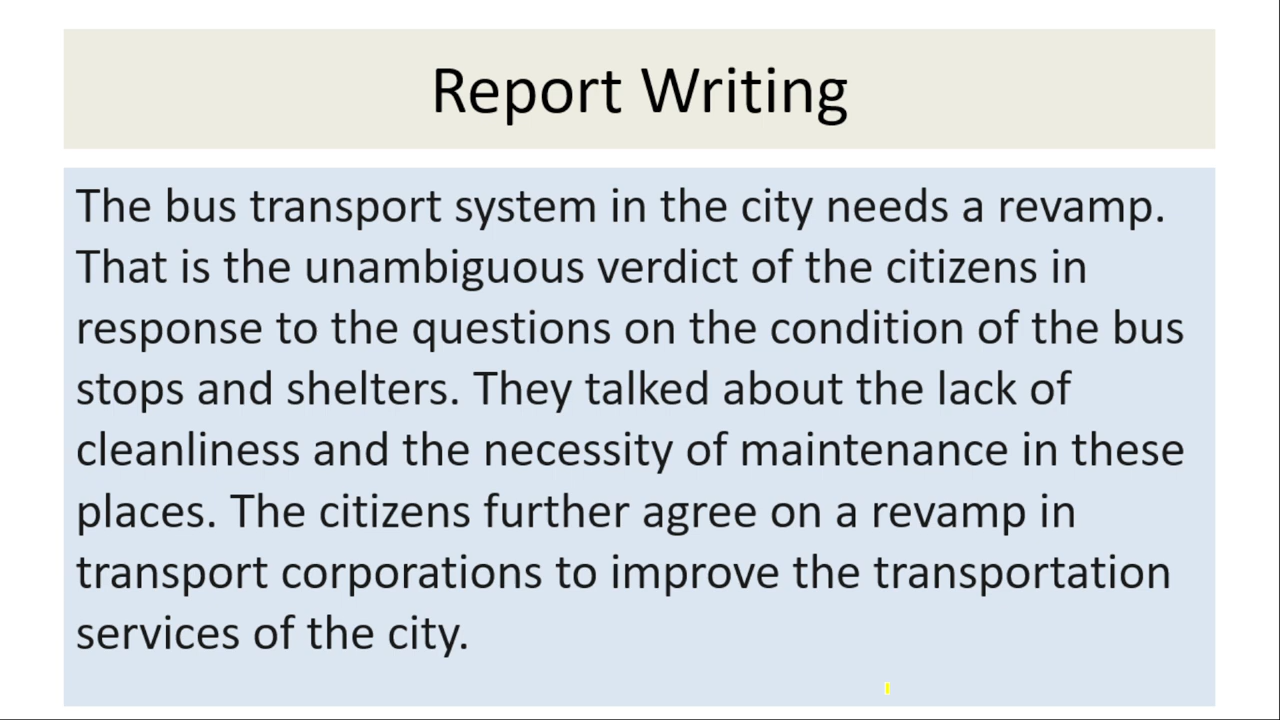 Report Writing
The bus transport system in the city needs a revamp.
That is the unambiguous verdict of the citizens in
response to the questions on the condition of the bus
stops and shelters. They talked about the lack of
cleanliness and the necessity of maintenance in these
places. The citizens further agree on a revamp in
transport corporations to improve the transportation
services of the city.